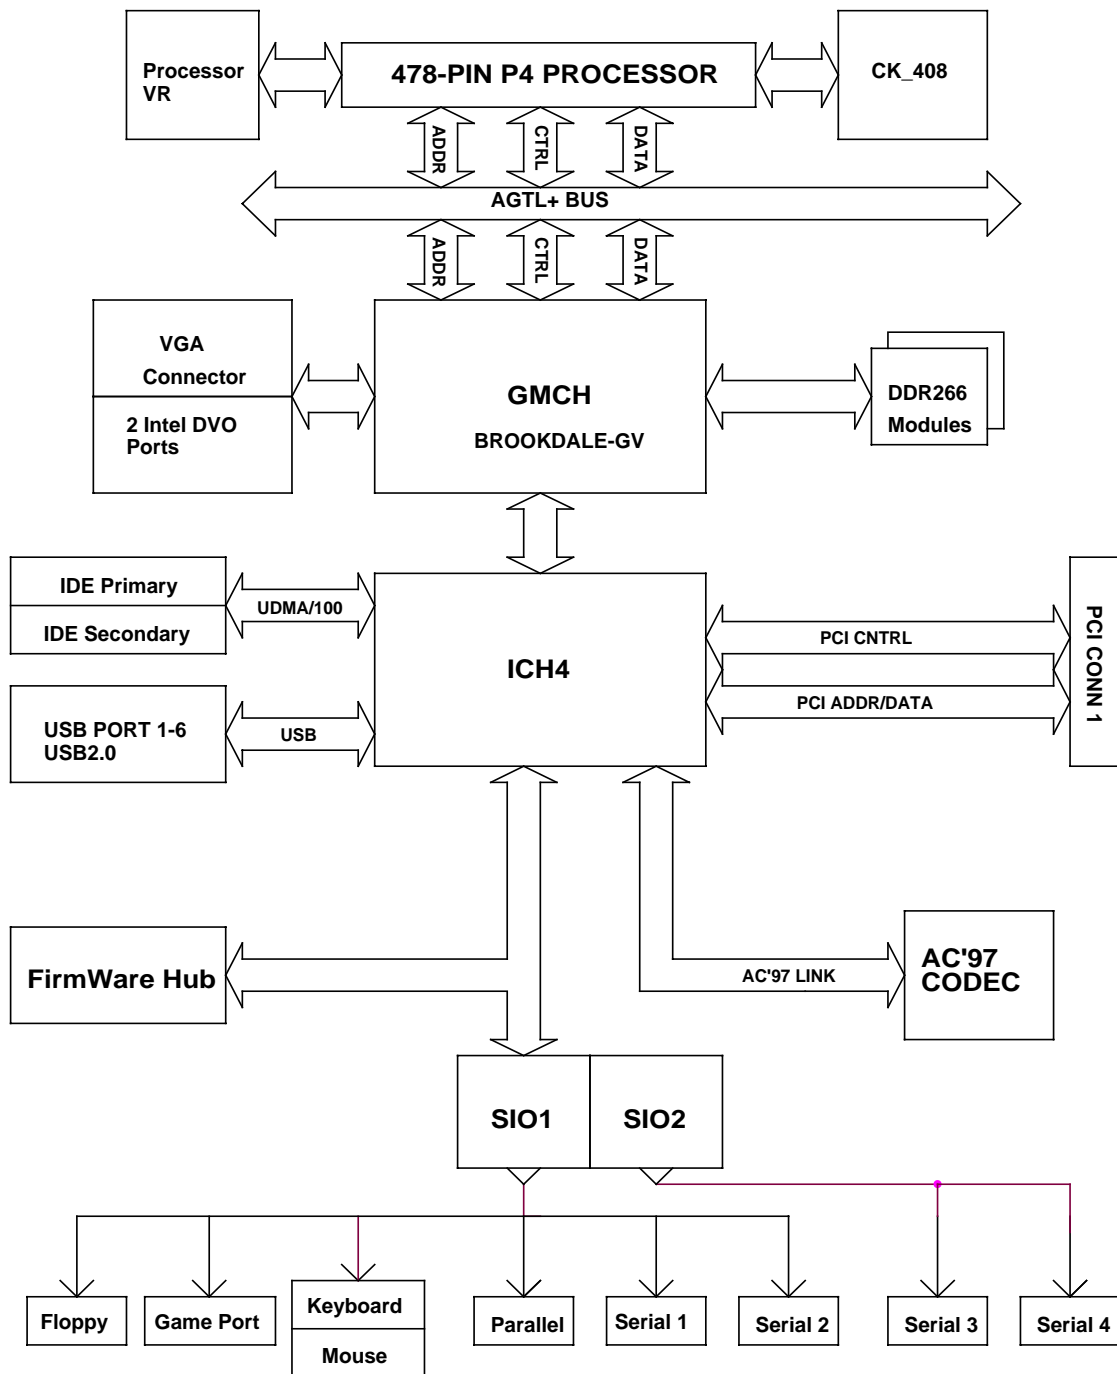 478-PIN P4 PROCESSOR
Processor
VR
CK_408
ADDR
CTRL
DATA
AGTL+ BUS
ADDR
CTRL
DATA
VGA
Connector
2 Intel DVO
Ports
GMCH
BROOKDALE-GV
DDR266
Modules
IDE Primary
IDE Secondary
UDMA/100
ICH4
PCI CNTRL
PCI ADDR/DATA
PCI CONN 1
USB PORT 1-6
USB2.0
USB
FirmWare Hub
AC'97 LINK
AC'97
CODEC
SIO1
SIO2
Floppy
Game Port
Keyboard
Mouse
Parallel
Serial 1
Serial 2
Serial 3
Serial 4